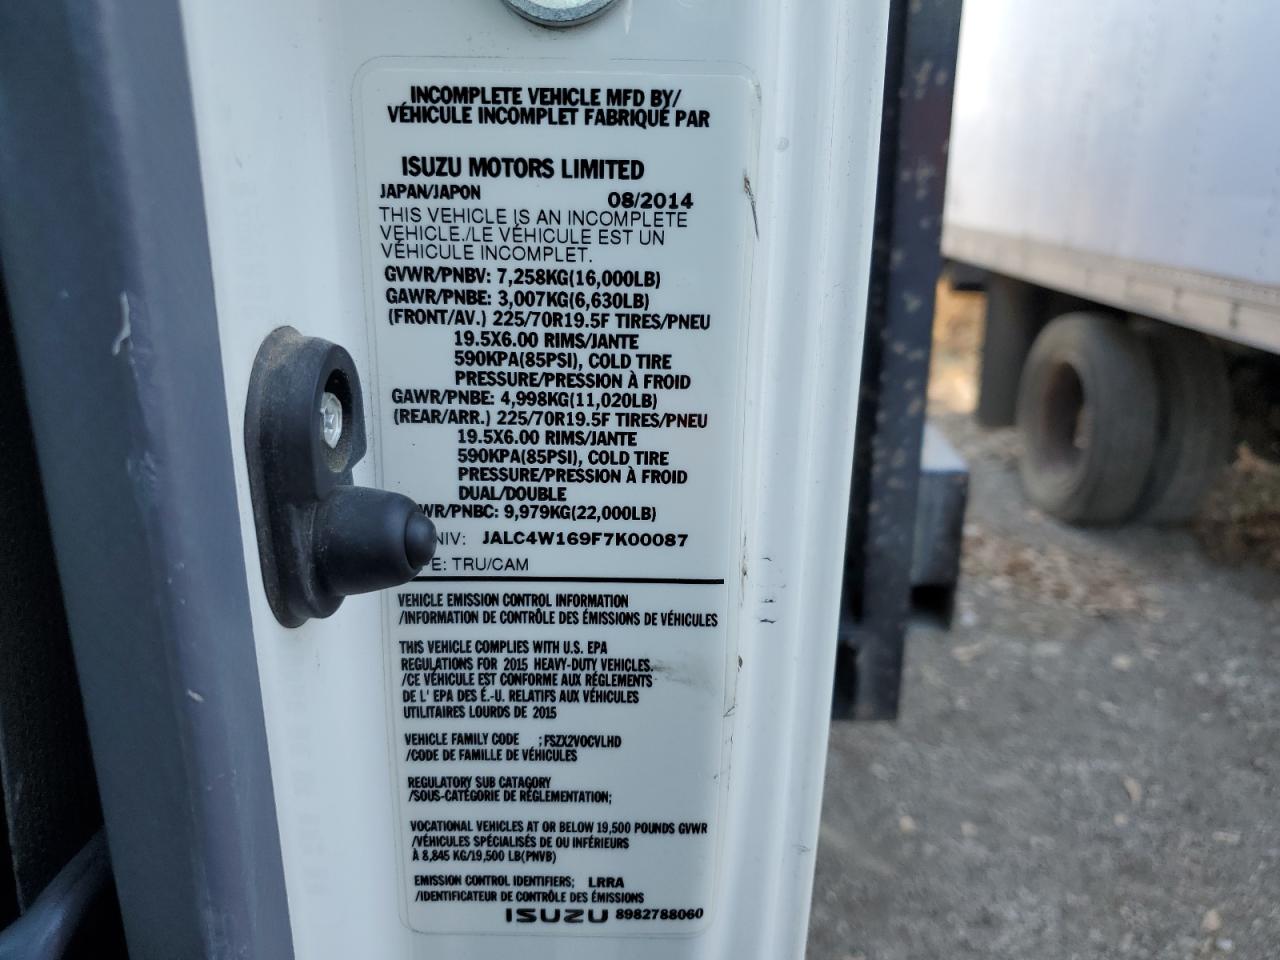 INCOMPLETE VEHICLE MFD BY/
VÉHICULE INCOMPLET FABRIQUÉ PAR
ISUZU MOTORS LIMITED
JAPAN/JAPON 08/2014
THIS VEHICLE IS AN INCOMPLETE
VEHICLE./LE VÉHICULE EST UN
VÉHICULE INCOMPLET.
GVWR/PNBV: 7,258KG(16,000LB)
GAWR/PNBE: 3,007KG(6,630LB)
(FRONT/AV.) 225/70R19.5F TIRES/PNEU
19.5X6.00 RIMS/JANTE
590KPA(85PSI), COLD TIRE
PRESSURE/PRESSION À FROID
GAWR/PNBE: 4,998KG(11,020LB)
(REAR/ARR.) 225/70R19.5F TIRES/PNEU
19.5X6.00 RIMS/JANTE
590KPA(85PSI), COLD TIRE
PRESSURE/PRESSION À FROID
DUAL/DOUBLE
WR/PNBC: 9,979KG(22,000LB)
NIV: JALC4W169F7K00087
PE: TRU/CAM
VEHICLE EMISSION CONTROL INFORMATION
/INFORMATION DE CONTRÔLE DES ÉMISSIONS DE VÉHICULES
THIS VEHICLE COMPLIES WITH U.S. EPA
REGULATIONS FOR 2015 HEAVY-DUTY VEHICLES.
/CE VÉHICULE EST CONFORME AUX RÉGLEMENTS
DE L' EPA DES É.-U. RELATIFS AUX VÉHICULES
UTILITAIRES LOURDS DE 2015
VEHICLE FAMILY CODE ;FSZX2VOCVLHD
/CODE DE FAMILLE DE VÉHICULES
REGULATORY SUB CATAGORY
/SOUS-CATÉGORIE DE RÉGLEMENTATION;
VOCATIONAL VEHICLES AT OR BELOW 19,500 POUNDS GVWR
/VÉHICULES SPÉCIALISÉS DE OU INFÉRIEURS
À 8,845 KG/19,500 LB(PNVB)
EMISSION CONTROL IDENTIFIERS; LRRA
/IDENTIFICATEUR DE CONTRÔLE DES ÉMISSIONS
ISUZU 8982788060